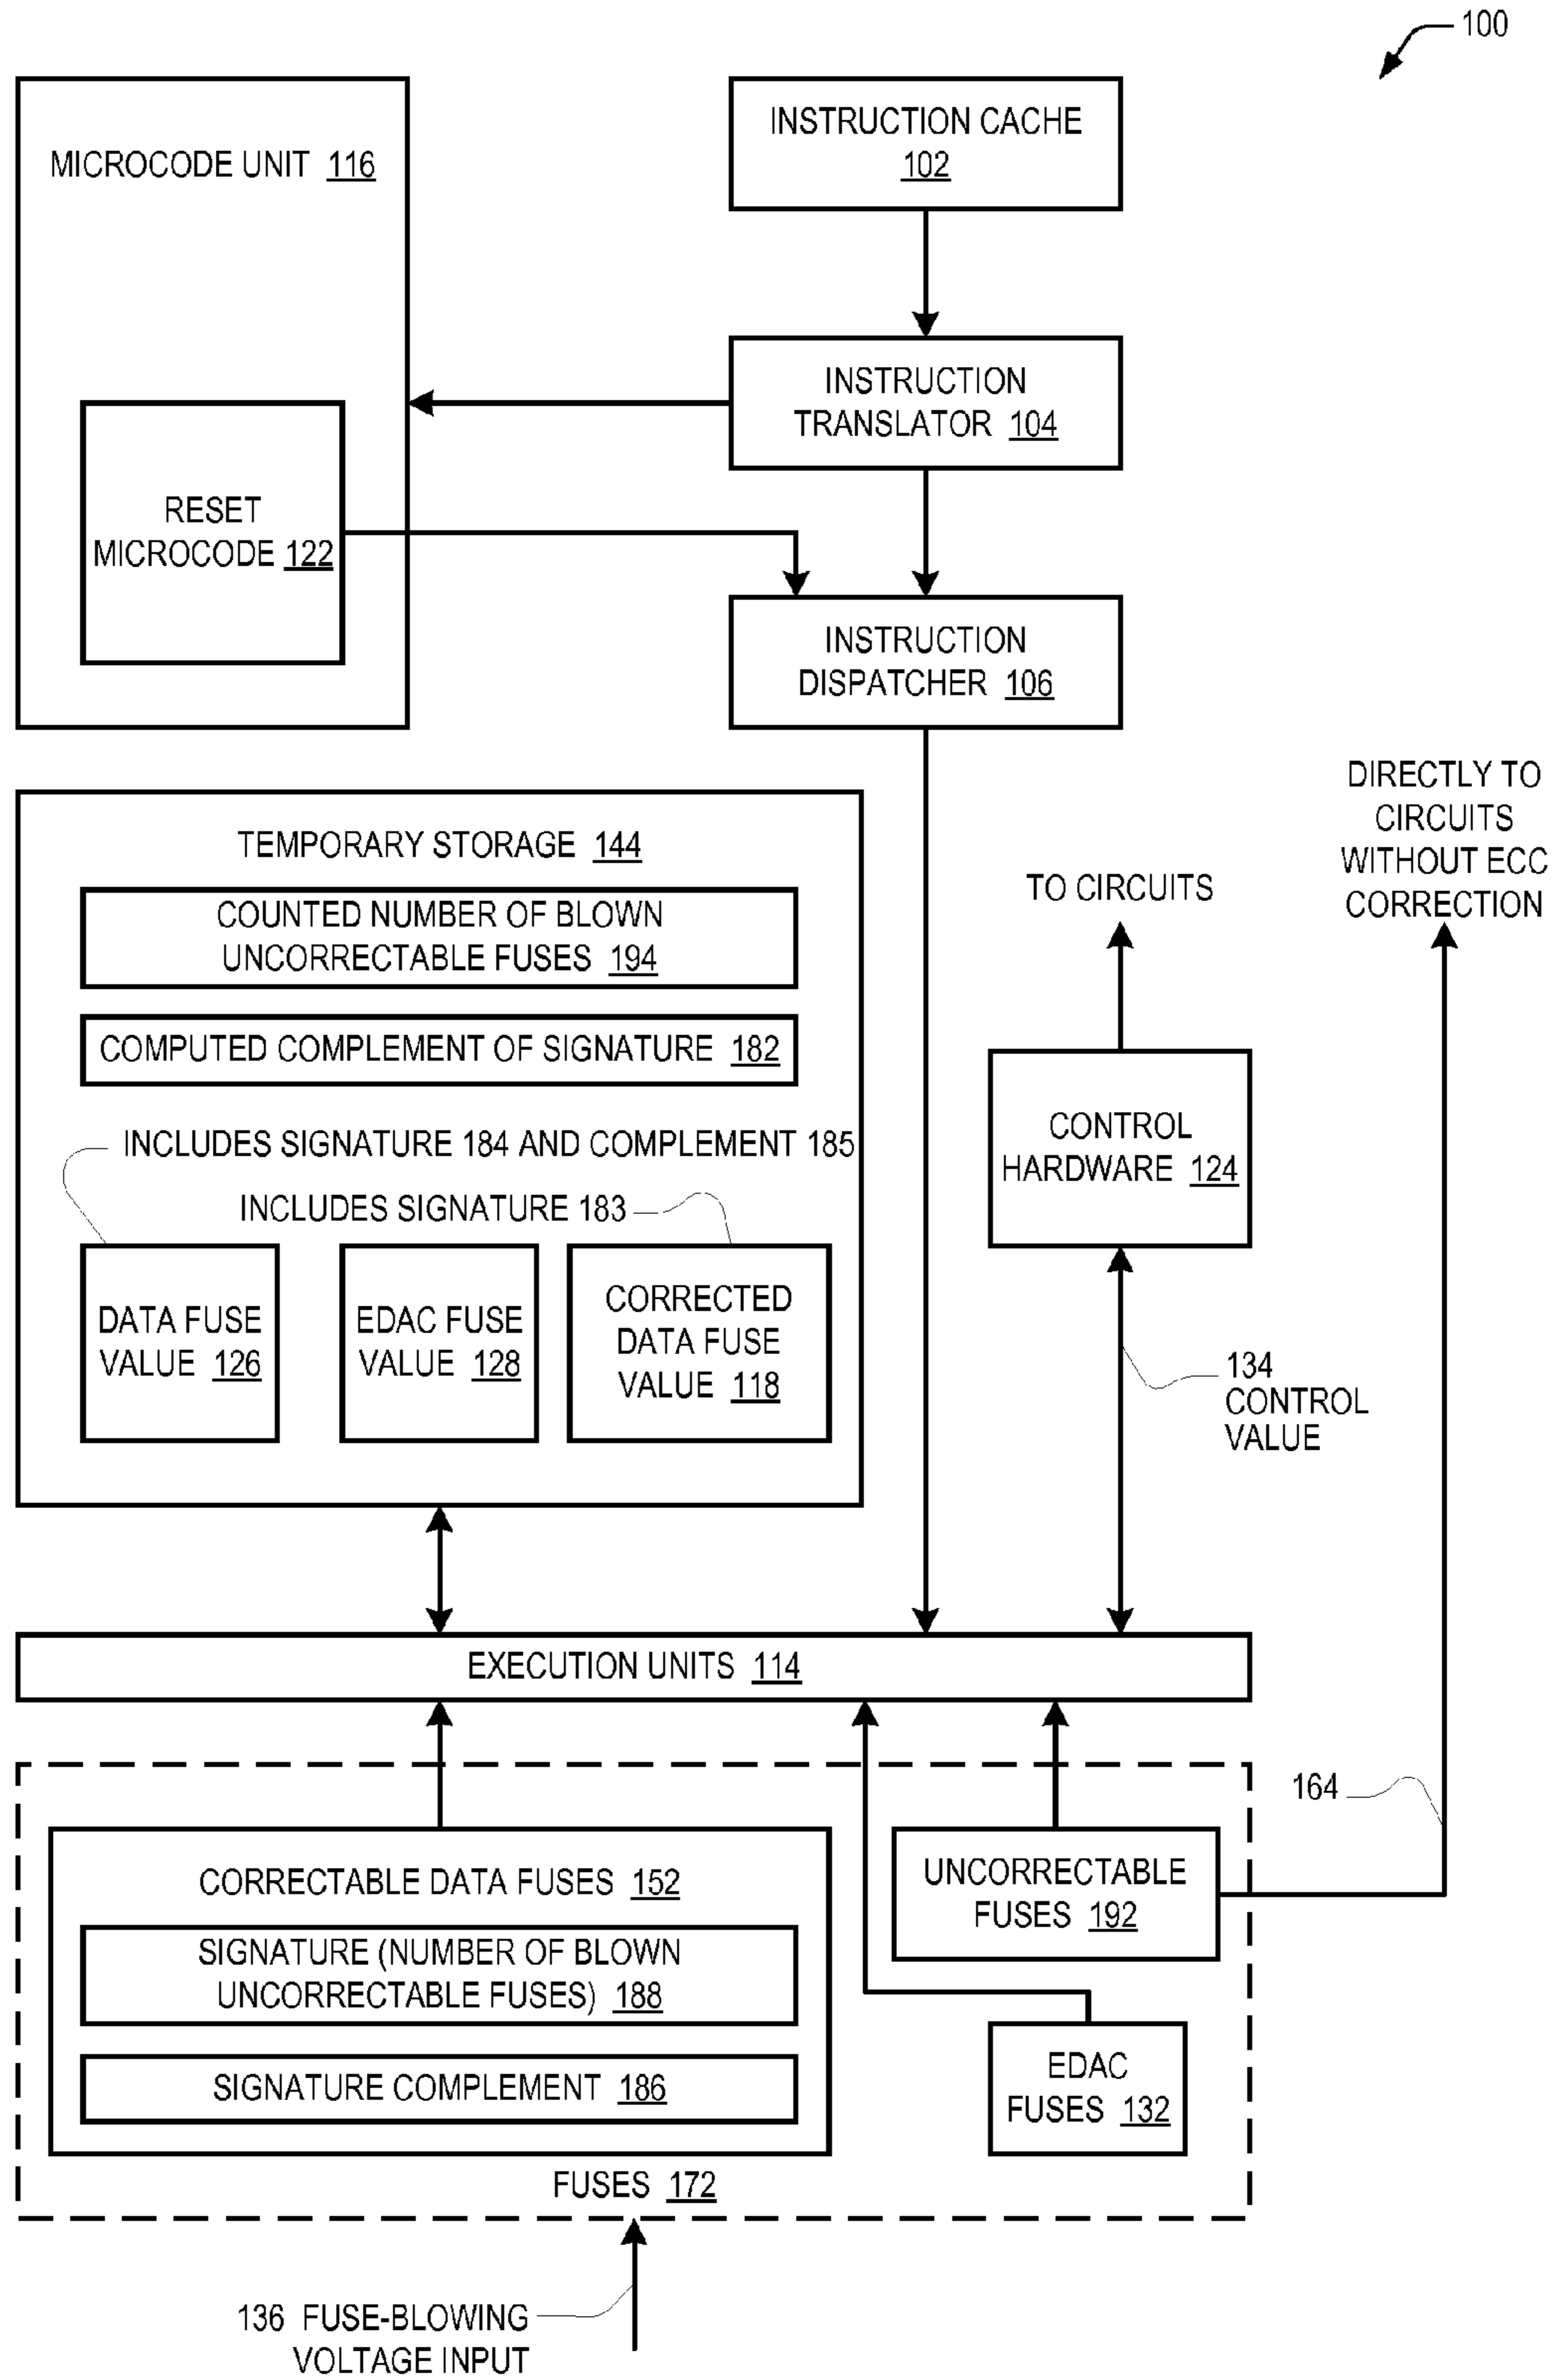 100
MICROCODE UNIT 116
INSTRUCTION CACHE
102
INSTRUCTION
TRANSLATOR 104
RESET
MICROCODE 122
INSTRUCTION
DISPATCHER 106
DIRECTLY TO
CIRCUITS
WITHOUT ECC
CORRECTION
TO CIRCUITS
TEMPORARY STORAGE 144
COUNTED NUMBER OF BLOWN
UNCORRECTABLE FUSES 194
COMPUTED COMPLEMENT OF SIGNATURE 182
INCLUDES SIGNATURE 184 AND COMPLEMENT 185
INCLUDES SIGNATURE 183
DATA FUSE
VALUE 126
EDAC FUSE
VALUE 128
CORRECTED
DATA FUSE
VALUE 118
CONTROL
HARDWARE 124
134
CONTROL
VALUE
EXECUTION UNITS 114
164
CORRECTABLE DATA FUSES 152
SIGNATURE (NUMBER OF BLOWN
UNCORRECTABLE FUSES) 188
SIGNATURE COMPLEMENT 186
UNCORRECTABLE
FUSES 192
EDAC
FUSES 132
FUSES 172
136 FUSE-BLOWING
VOLTAGE INPUT